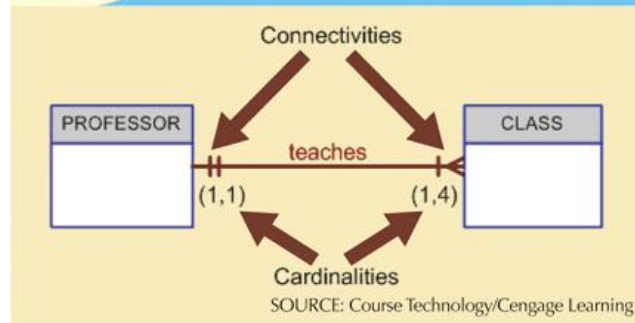 Connectivities
PROFESSOR
teaches
CLASS
(1,1)
(1,4)
Cardinalities
SOURCE: Course Technology/Cengage Learning